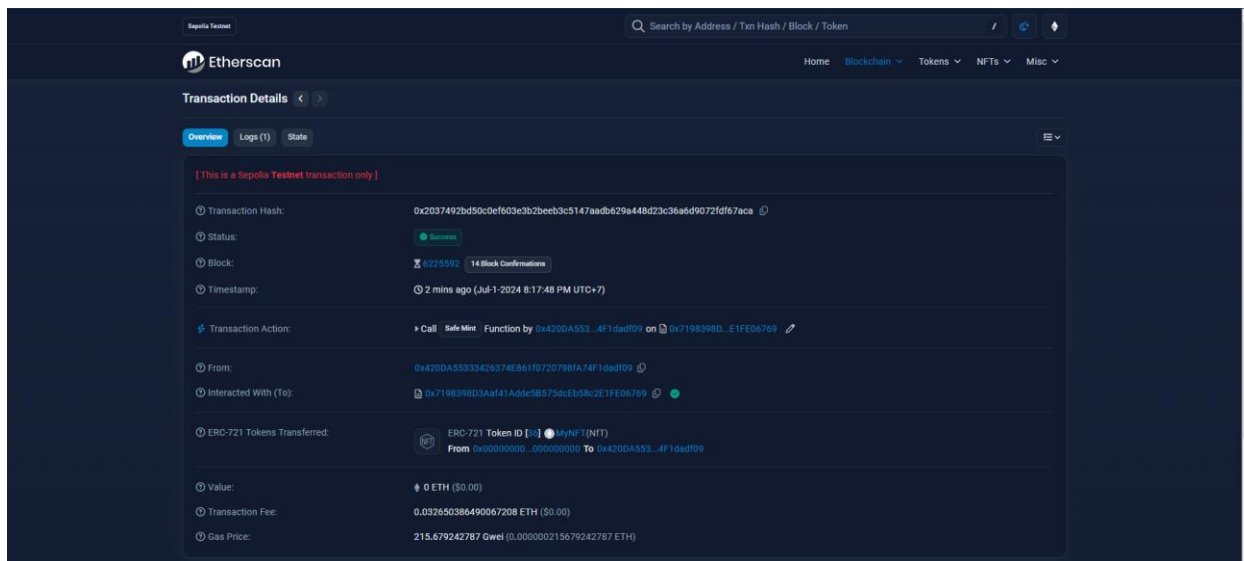 Sepolia Testnet
Search by Address / Txn Hash / Block / Token /
Etherscan
Home Blockchain Tokens NFTs Misc
Transaction Details
Overview Logs (1) State
[ This is a Sepolia Testnet transaction only ]
Transaction Hash: 0x2037492bd50c0ef603e3b2beeb3c5147aadb629a448d23c36a6d9072fdf67aca
Status: Success
Block: 6225592 14 Block Confirmations
Timestamp: 2 mins ago (Jul-1-2024 8:17:48 PM UTC+7)
Transaction Action: Call Safe Mint Function by 0x420DA553...4F1dadf09 on 0x7198398D...E1FE06769
From: 0x420DA55333426374E861f0720798fA74F1dadf09
Interacted With (To): 0x7198398D3Aaf41Adde5B575dcEb58c2E1FE06769
ERC-721 Tokens Transferred: ERC-721 Token ID [36] MyNFT(NfT)
From 0x00000000...000000000 To 0x420DA553...4F1dadf09
Value: 0 ETH ($0.00)
Transaction Fee: 0.032650386490067208 ETH ($0.00)
Gas Price: 215.679242787 Gwei (0.000000215679242787 ETH)